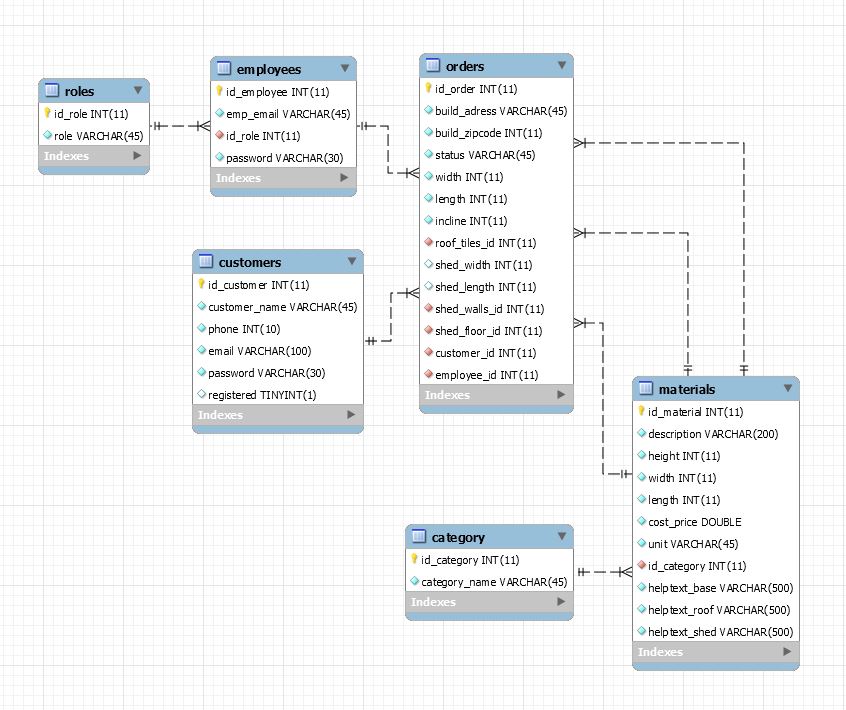 roles
id_role INT(11)
role VARCHAR(45)
Indexes
employees
id_employee INT(11)
emp_email VARCHAR(45)
id_role INT(11)
password VARCHAR(30)
Indexes
orders
id_order INT(11)
build_adress VARCHAR(45)
build_zipcode INT(11)
status VARCHAR(45)
width INT(11)
length INT(11)
incline INT(11)
roof_tiles_id INT(11)
shed_width INT(11)
shed_length INT(11)
shed_walls_id INT(11)
shed_floor_id INT(11)
customer_id INT(11)
employee_id INT(11)
Indexes
customers
id_customer INT(11)
customer_name VARCHAR(45)
phone INT(10)
email VARCHAR(100)
password VARCHAR(30)
registered TINYINT(1)
Indexes
materials
id_material INT(11)
description VARCHAR(200)
height INT(11)
width INT(11)
length INT(11)
cost_price DOUBLE
unit VARCHAR(45)
id_category INT(11)
helptext_base VARCHAR(500)
helptext_roof VARCHAR(500)
helptext_shed VARCHAR(500)
Indexes
category
id_category INT(11)
category_name VARCHAR(45)
Indexes